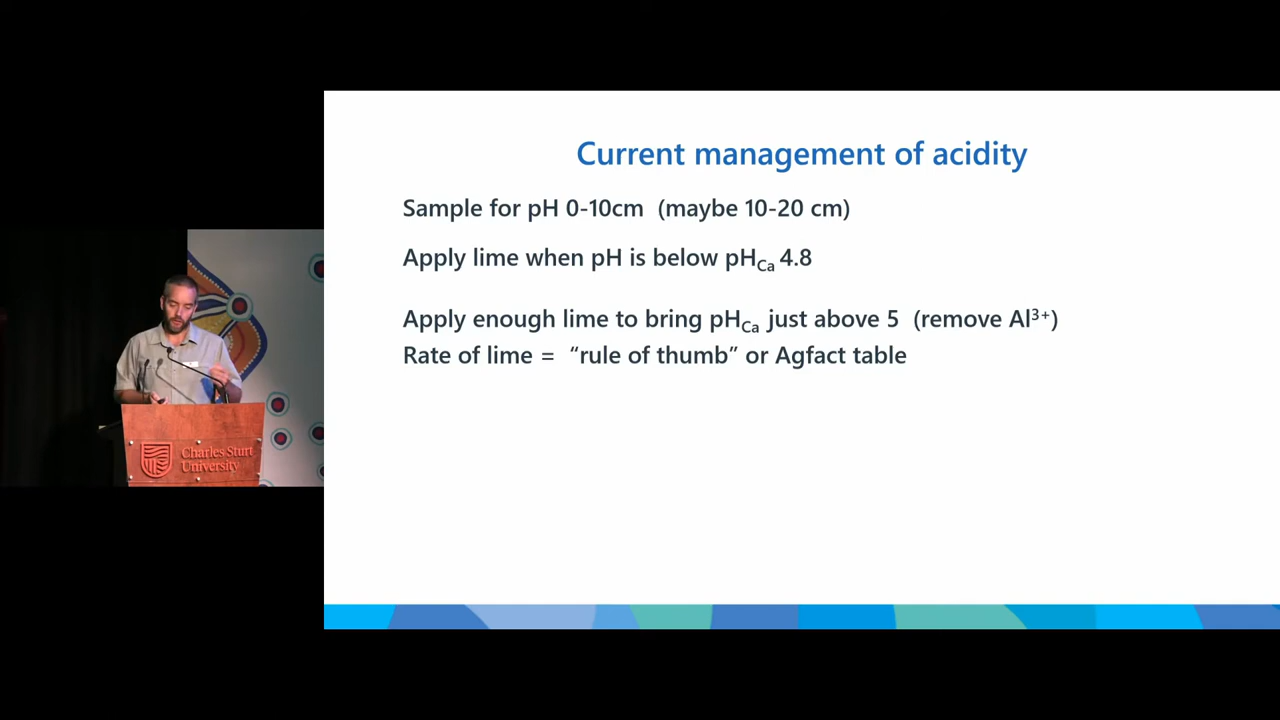 Current management of acidity
Sample for pH 0-10cm (maybe 10-20 cm)
Apply lime when pH is below pHCa 4.8
Apply enough lime to bring pHCa just above 5 (remove Al³⁺)
Rate of lime = “rule of thumb” or Agfact table
Charles Sturt
University